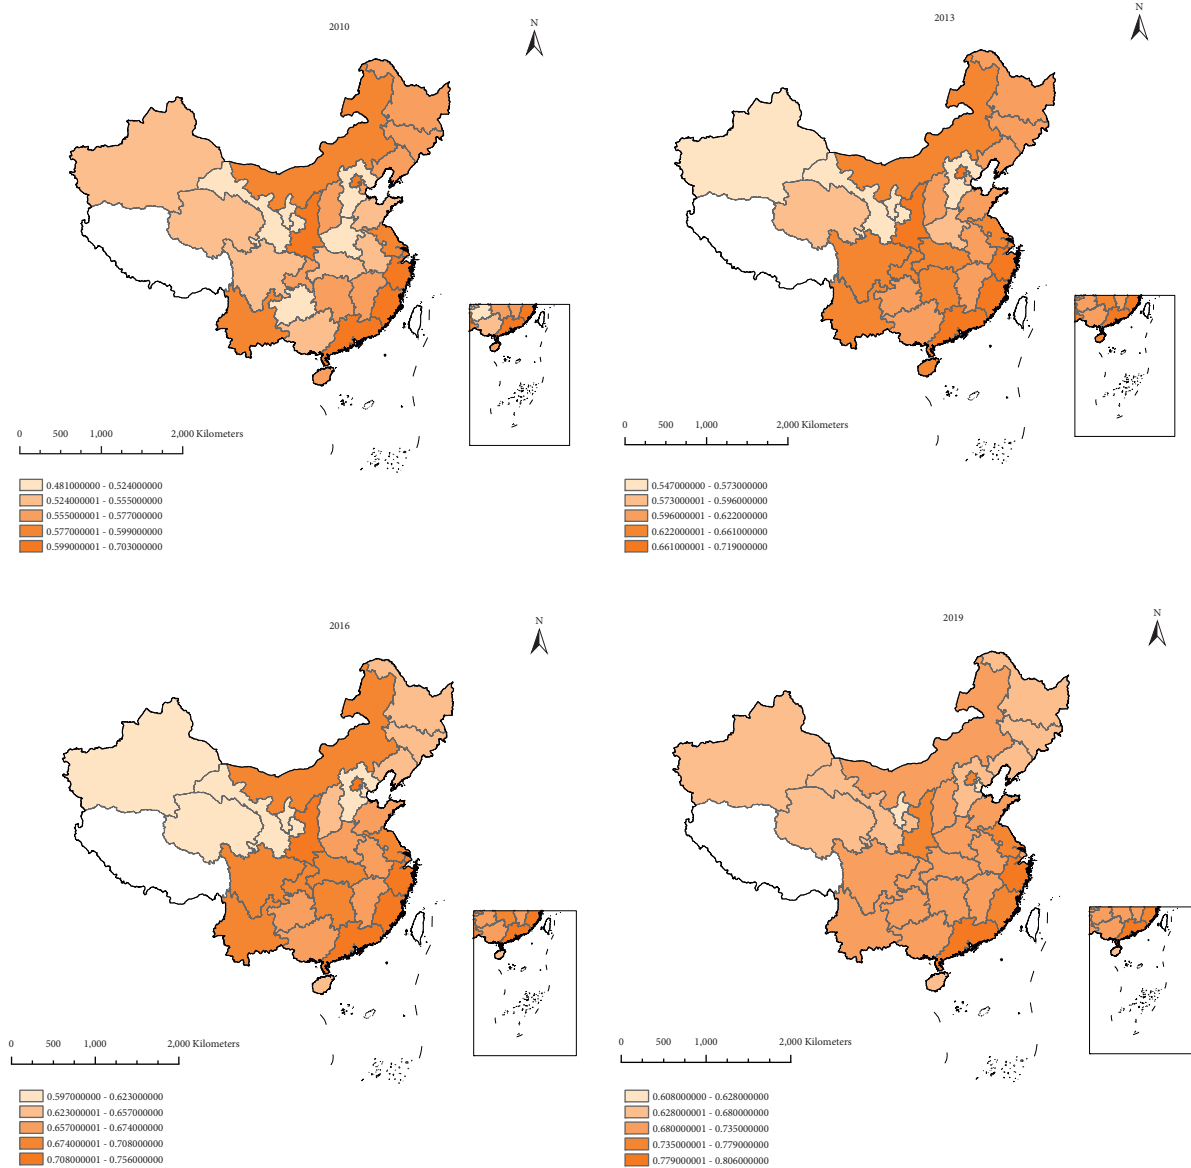 2010
N
0 500 1,000 2,000 Kilometers
0.481000000 - 0.524000000
0.524000001 - 0.555000000
0.555000001 - 0.577000000
0.577000001 - 0.599000000
0.599000001 - 0.703000000
2013
N
0 500 1,000 2,000 Kilometers
0.547000000 - 0.573000000
0.573000001 - 0.596000000
0.596000001 - 0.622000000
0.622000001 - 0.661000000
0.661000001 - 0.719000000
2016
N
0 500 1,000 2,000 Kilometers
0.597000000 - 0.623000000
0.623000001 - 0.657000000
0.657000001 - 0.674000000
0.674000001 - 0.708000000
0.708000001 - 0.756000000
2019
N
0 500 1,000 2,000 Kilometers
0.608000000 - 0.628000000
0.628000001 - 0.680000000
0.680000001 - 0.735000000
0.735000001 - 0.779000000
0.779000001 - 0.806000000